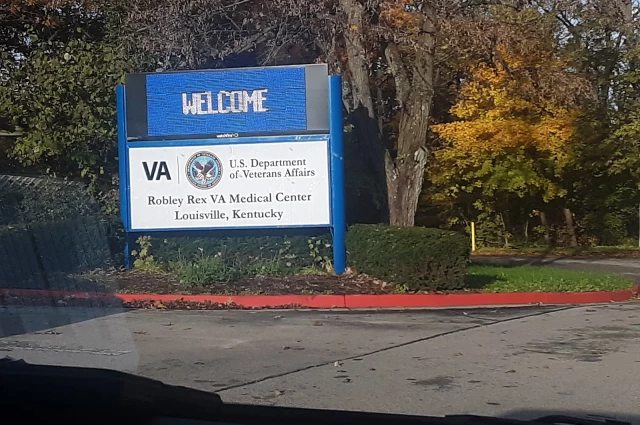 WELCOME
VA
U.S. Department
of Veterans Affairs
Robley Rex VA Medical Center
Louisville, Kentucky